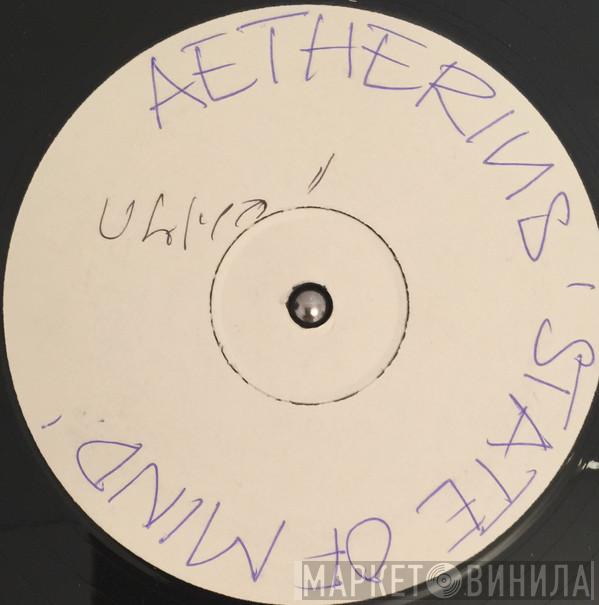 AETHERIUS 'STATE OF MIND'
МАРКЕТ ВИНИЛА